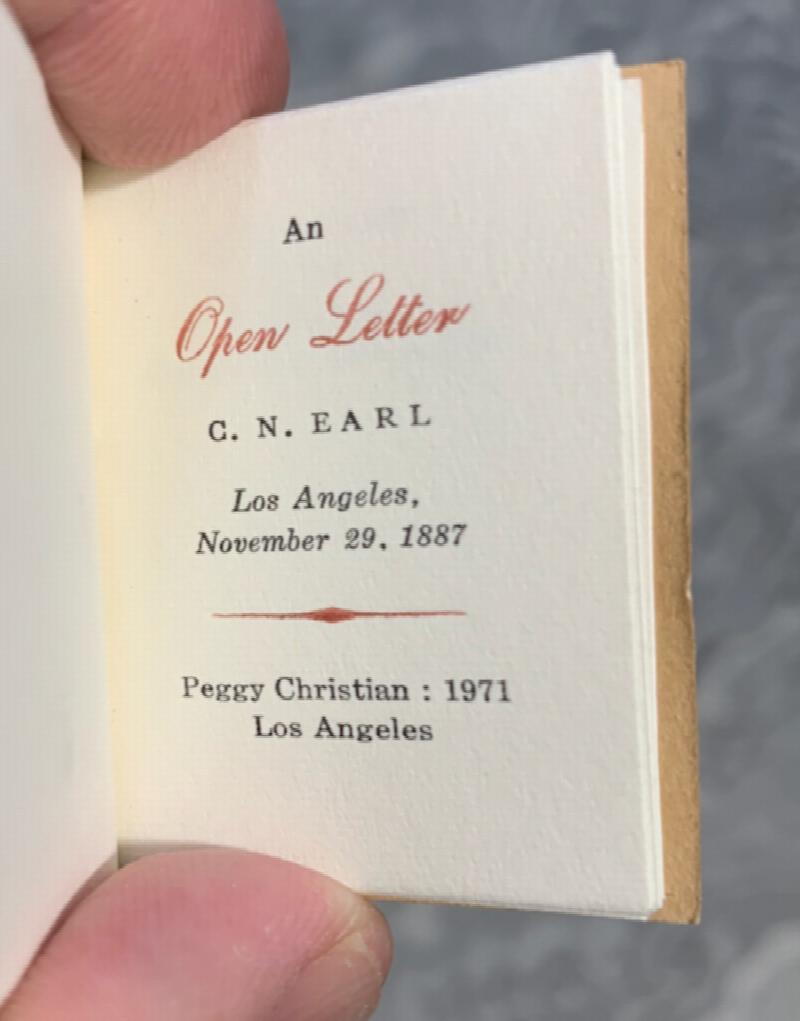 An
Open Letter
C. N. EARL
Los Angeles,
November 29, 1887
Peggy Christian : 1971
Los Angeles